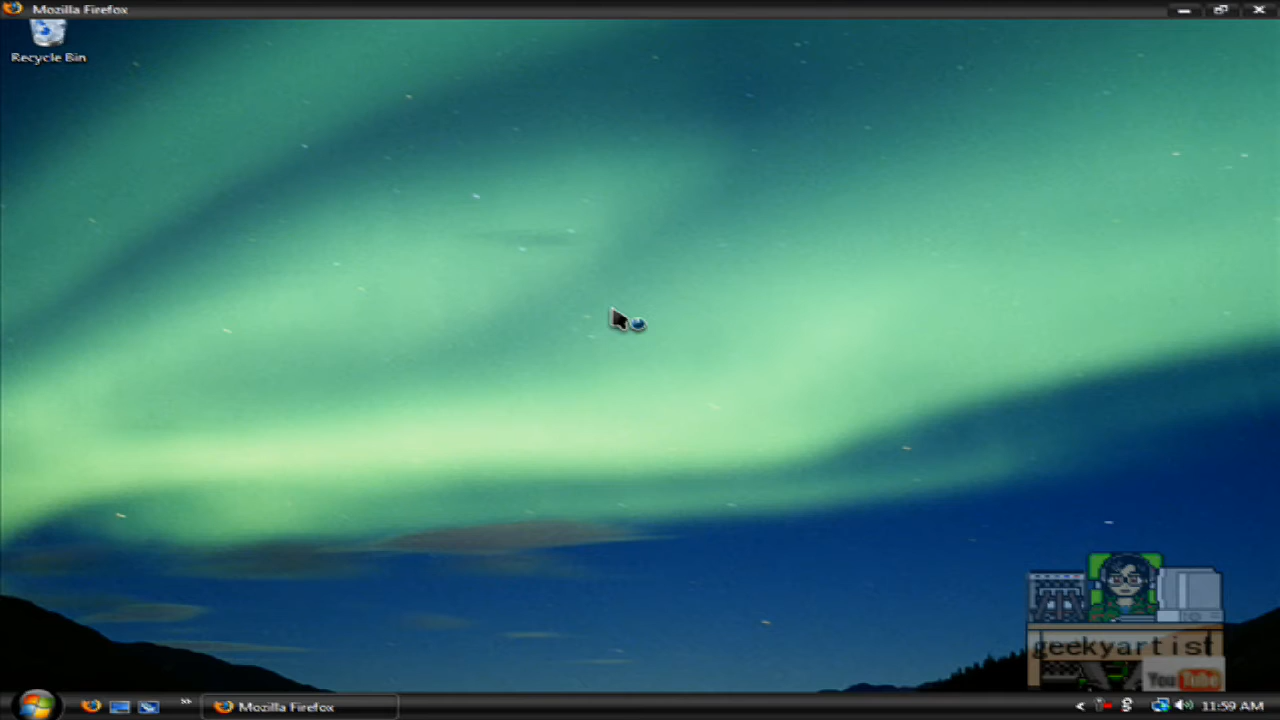 Mozilla Firefox
Recycle Bin
geekyartist
YouTube
Mozilla Firefox
11:59 AM